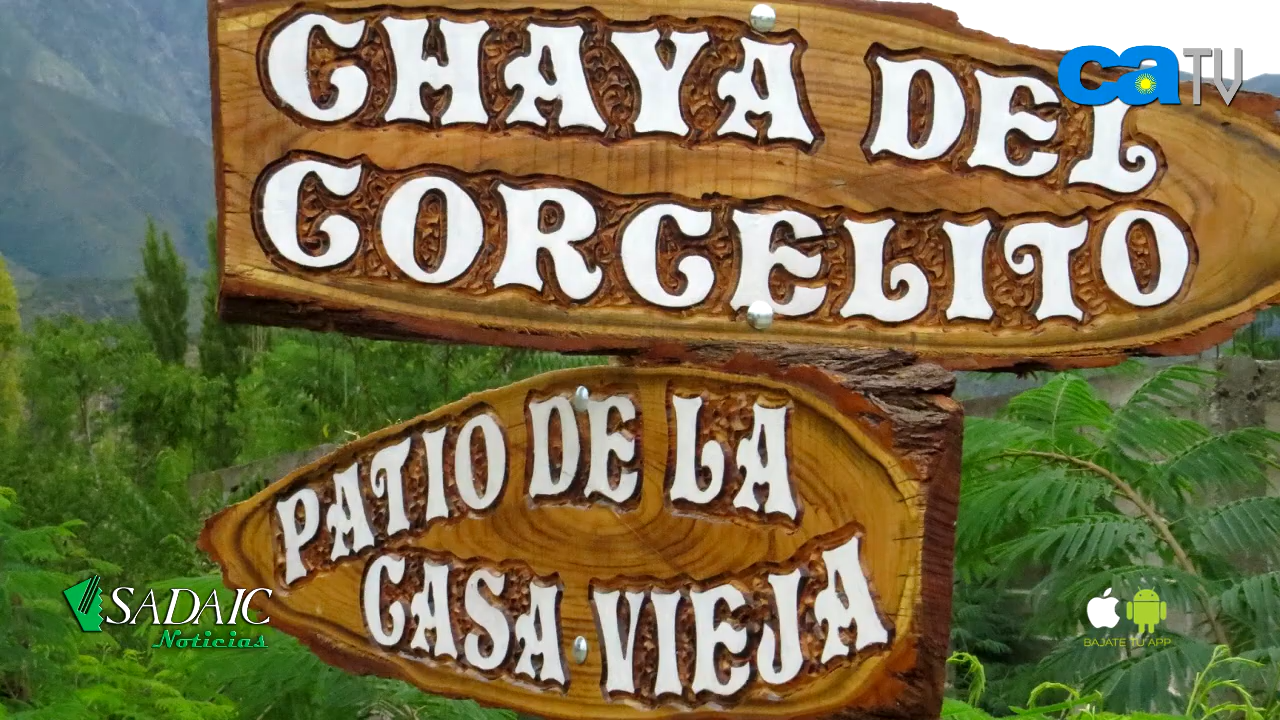 CHAYA DEL
CORCELITO
caTV
PATIO DE LA
CASA VIEJA
SADAIC
Noticias
BAJATE TU APP